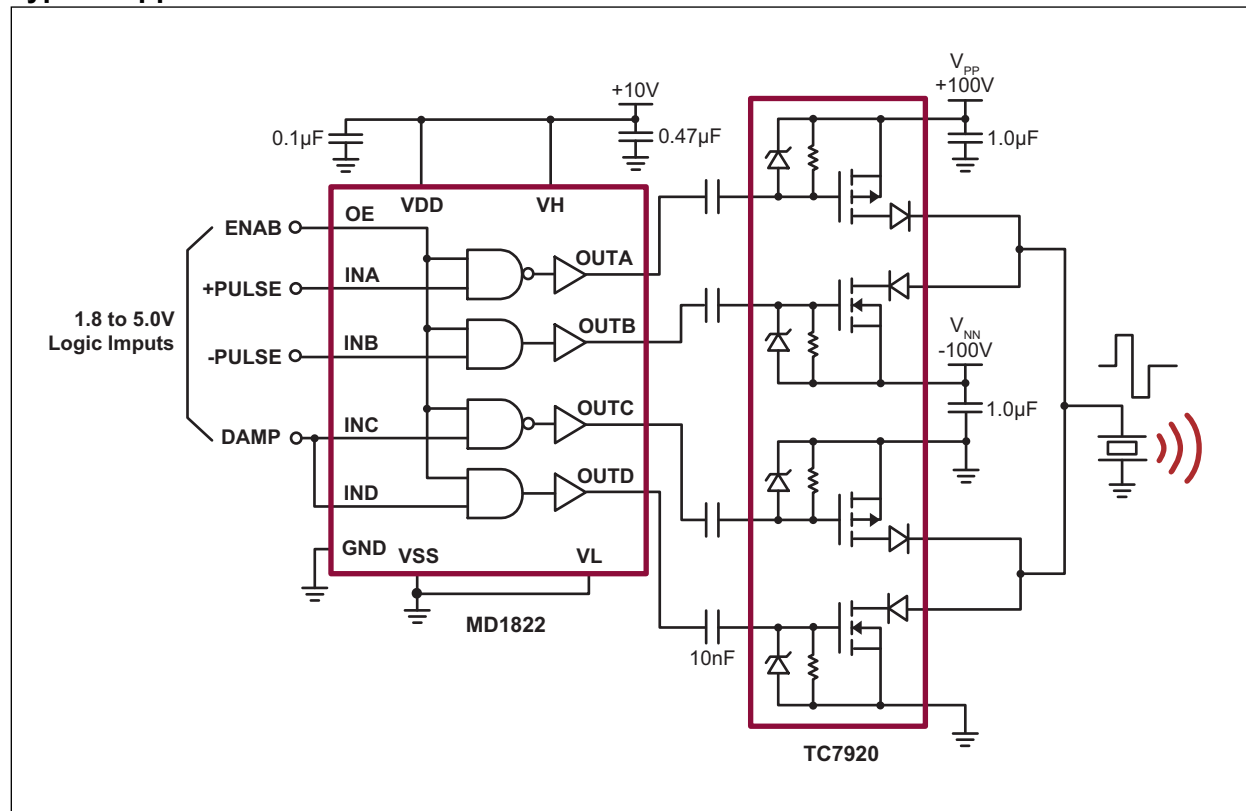 +10V
0.1µF
0.47µF
V_PP
+100V
1.0µF
VDD
VH
ENAB
OE
OUTA
+PULSE
INA
1.8 to 5.0V
Logic Imputs
OUTB
-PULSE
INB
V_NN
-100V
1.0µF
OUTC
DAMP
INC
OUTD
IND
GND
VSS
VL
MD1822
10nF
TC7920